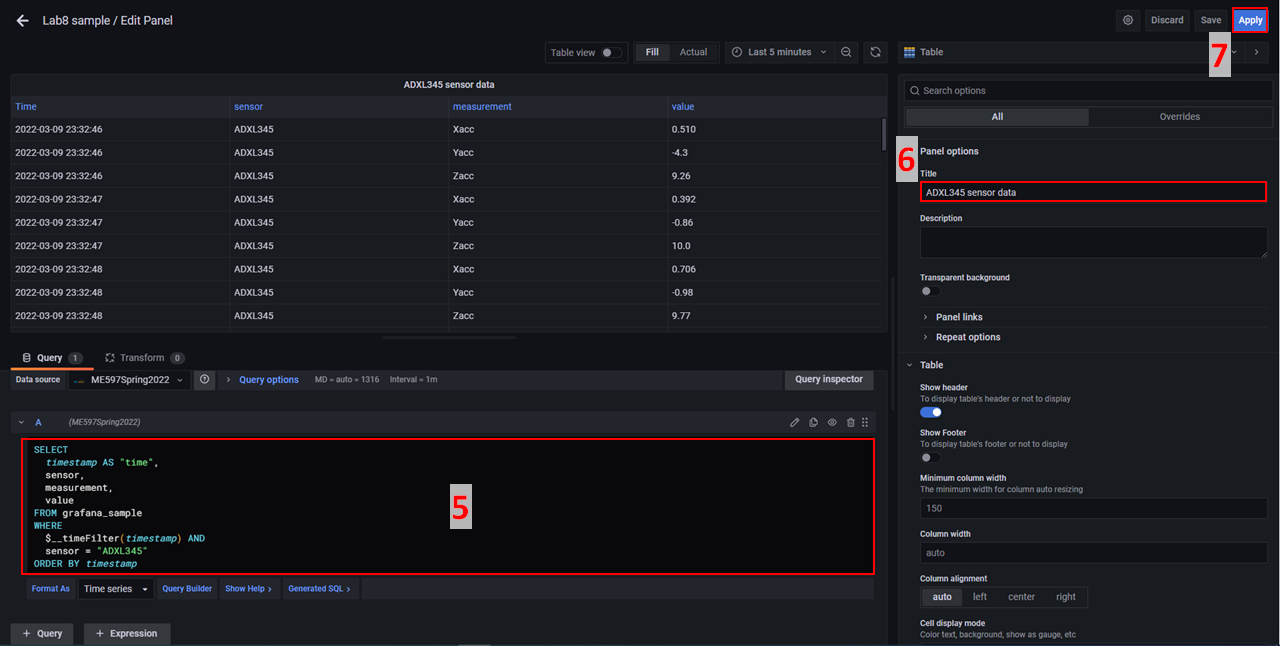 Lab8 sample / Edit Panel
Discard
Save
Apply
7
Table view
Fill
Actual
Last 5 minutes
Table
ADXL345 sensor data
Time sensor measurement value
2022-03-09 23:32:46 ADXL345 Xacc 0.510
2022-03-09 23:32:46 ADXL345 Yacc -4.3
2022-03-09 23:32:46 ADXL345 Zacc 9.26
2022-03-09 23:32:47 ADXL345 Xacc 0.392
2022-03-09 23:32:47 ADXL345 Yacc -0.86
2022-03-09 23:32:47 ADXL345 Zacc 10.0
2022-03-09 23:32:48 ADXL345 Xacc 0.706
2022-03-09 23:32:48 ADXL345 Yacc -0.98
2022-03-09 23:32:48 ADXL345 Zacc 9.77
Query 1
Transform 0
Data source
ME597Spring2022
Query options
MD = auto = 1316
Interval = 1m
Query inspector
A
(ME597Spring2022)
SELECT
timestamp AS "time",
sensor,
measurement,
value
FROM grafana_sample
WHERE
$__timeFilter(timestamp) AND
sensor = "ADXL345"
ORDER BY timestamp
5
Format As
Time series
Query Builder
Show Help >
Generated SQL >
+ Query
+ Expression
Search options
All
Overrides
6
Panel options
Title
ADXL345 sensor data
Description
Transparent background
Panel links
Repeat options
Table
Show header
To display table's header or not to display
Show Footer
To display table's footer or not to display
Minimum column width
The minimum width for column auto resizing
150
Column width
auto
Column alignment
auto
left
center
right
Cell display mode
Color text, background, show as gauge, etc